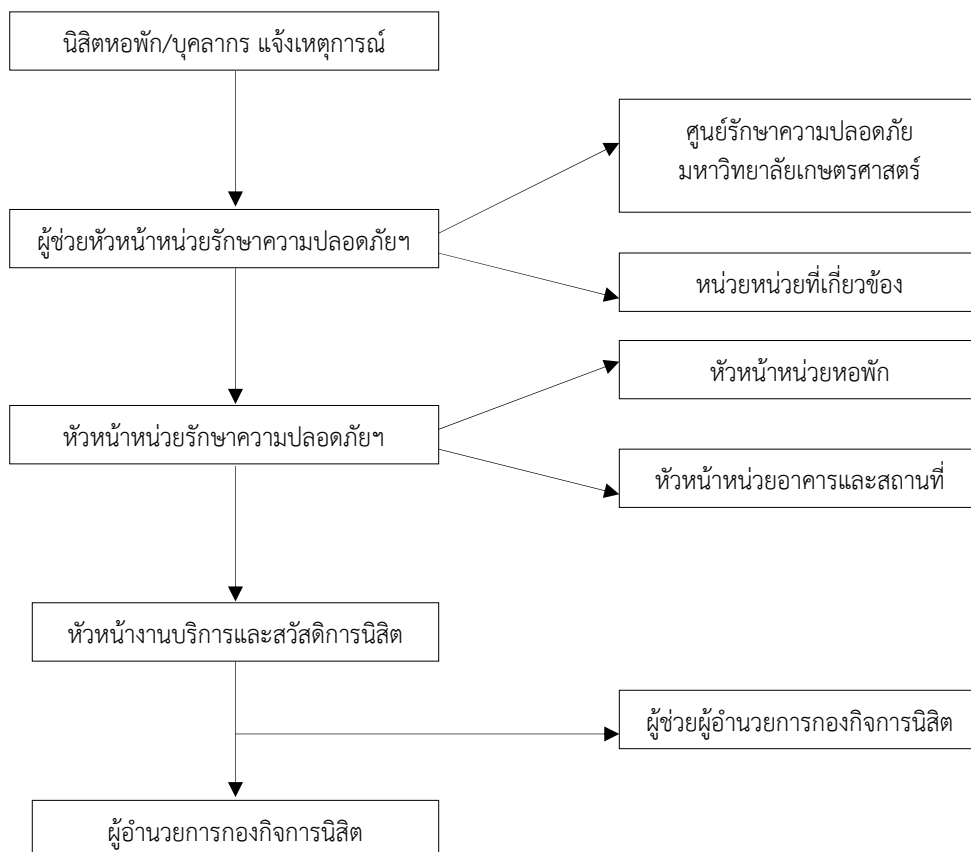 นิสิตหอพัก/บุคลากร แจ้งเหตุการณ์
ศูนย์รักษาความปลอดภัย
มหาวิทยาลัยเกษตรศาสตร์
ผู้ช่วยหัวหน้าหน่วยรักษาความปลอดภัยฯ
หน่วยหน่วยที่เกี่ยวข้อง
หัวหน้าหน่วยหอพัก
หัวหน้าหน่วยรักษาความปลอดภัยฯ
หัวหน้าหน่วยอาคารและสถานที่
หัวหน้างานบริการและสวัสดิการนิสิต
ผู้ช่วยผู้อำนวยการกองกิจการนิสิต
ผู้อำนวยการกองกิจการนิสิต